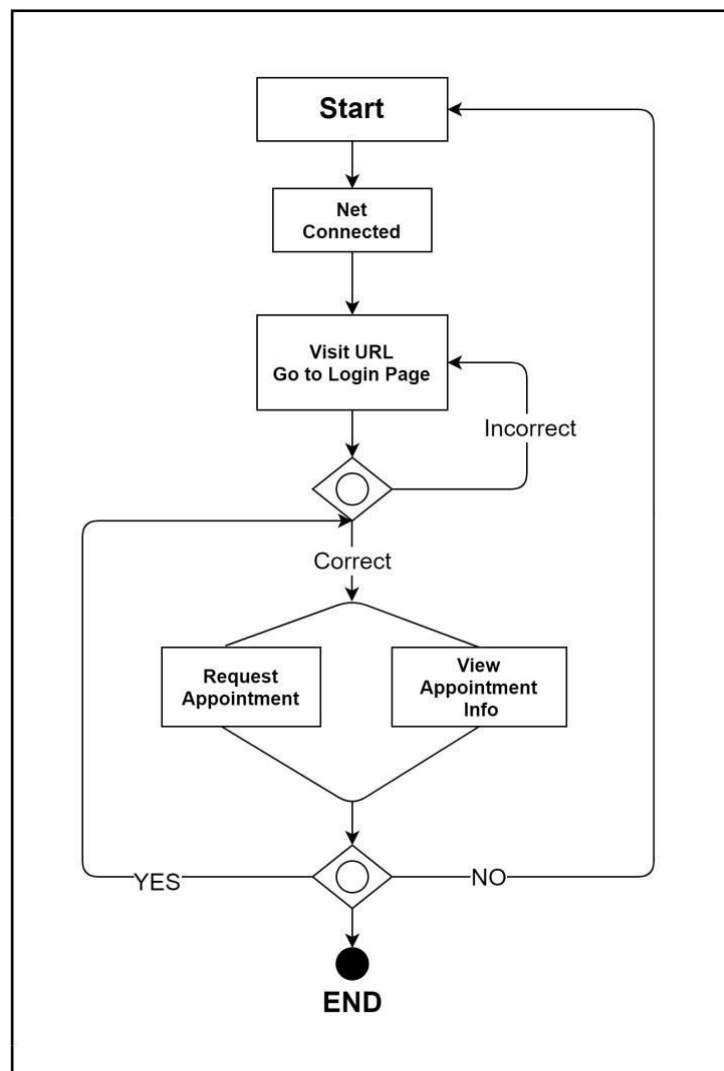 Start
Net
Connected
Visit URL
Go to Login Page
Incorrect
Correct
Request
Appointment
View
Appointment
Info
YES
NO
END